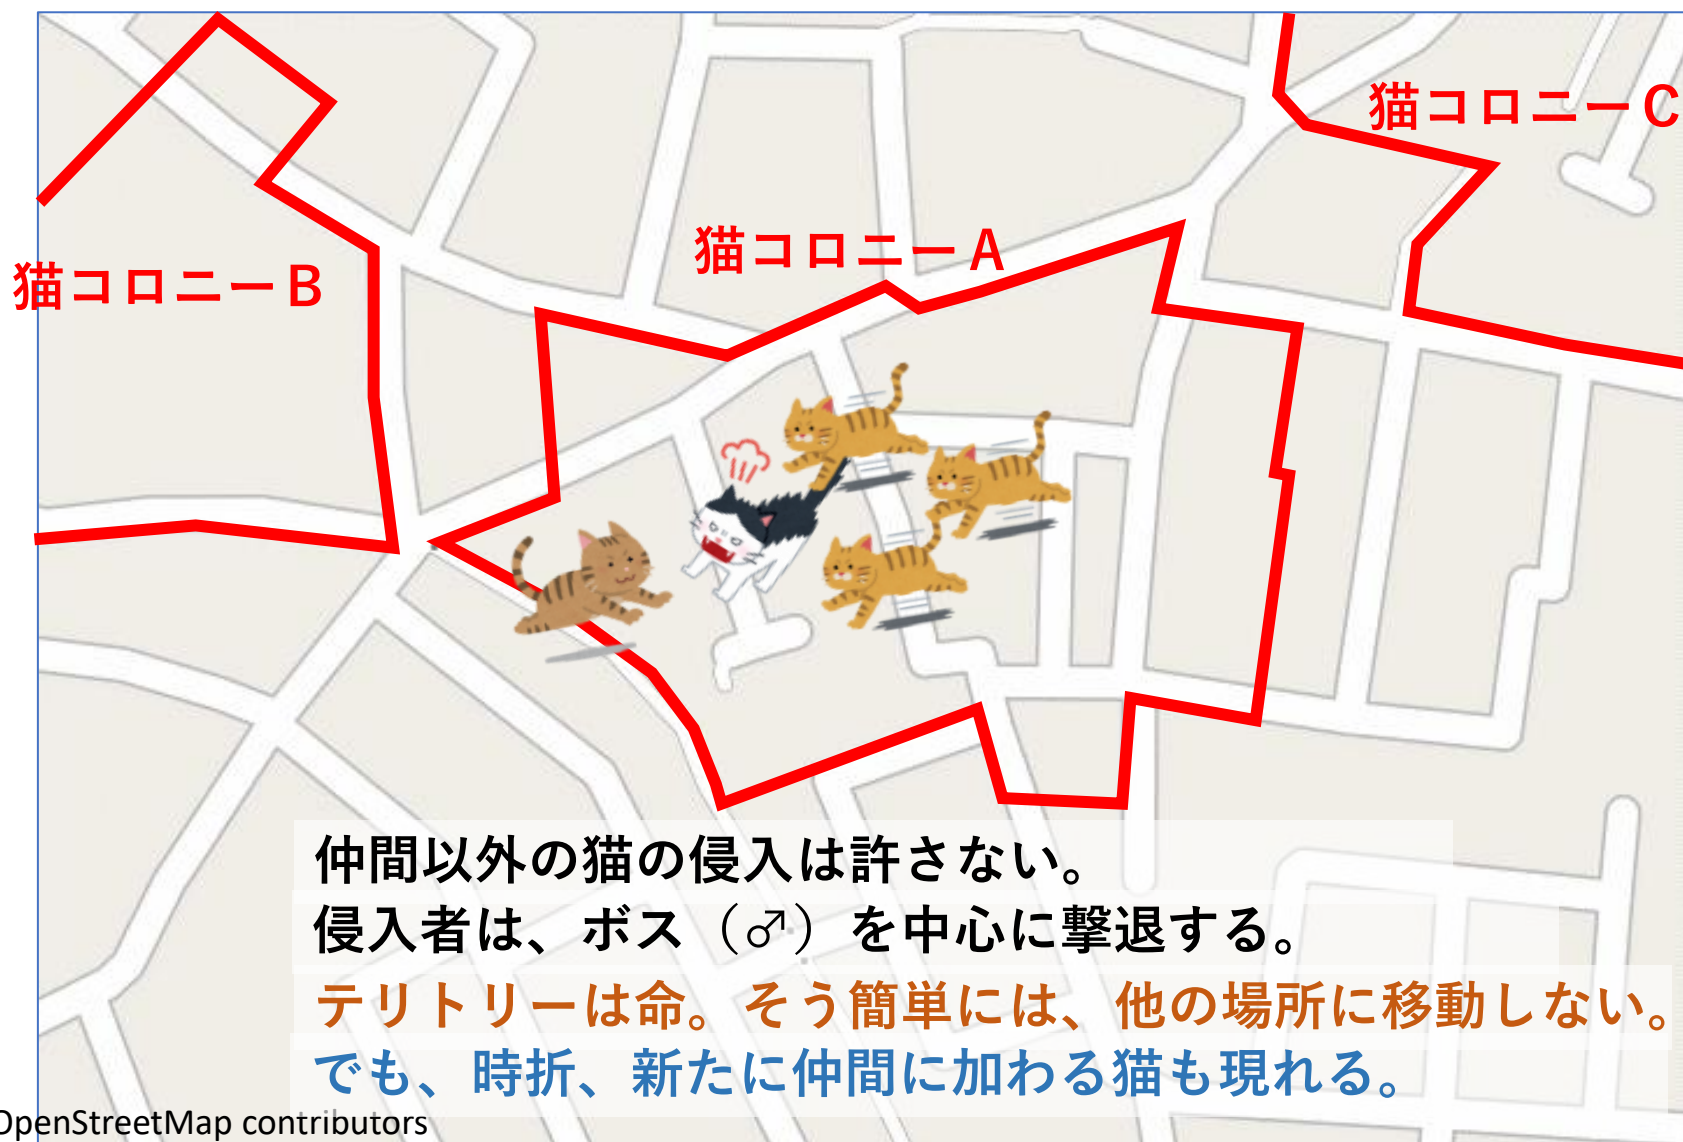 猫コロニーC
猫コロニーA
猫コロニーB
仲間以外の猫の侵入は許さない。
侵入者は、ボス（♂）を中心に撃退する。
テリトリーは命。そう簡単には、他の場所に移動しない。
でも、時折、新たに仲間に加わる猫も現れる。
OpenStreetMap contributors